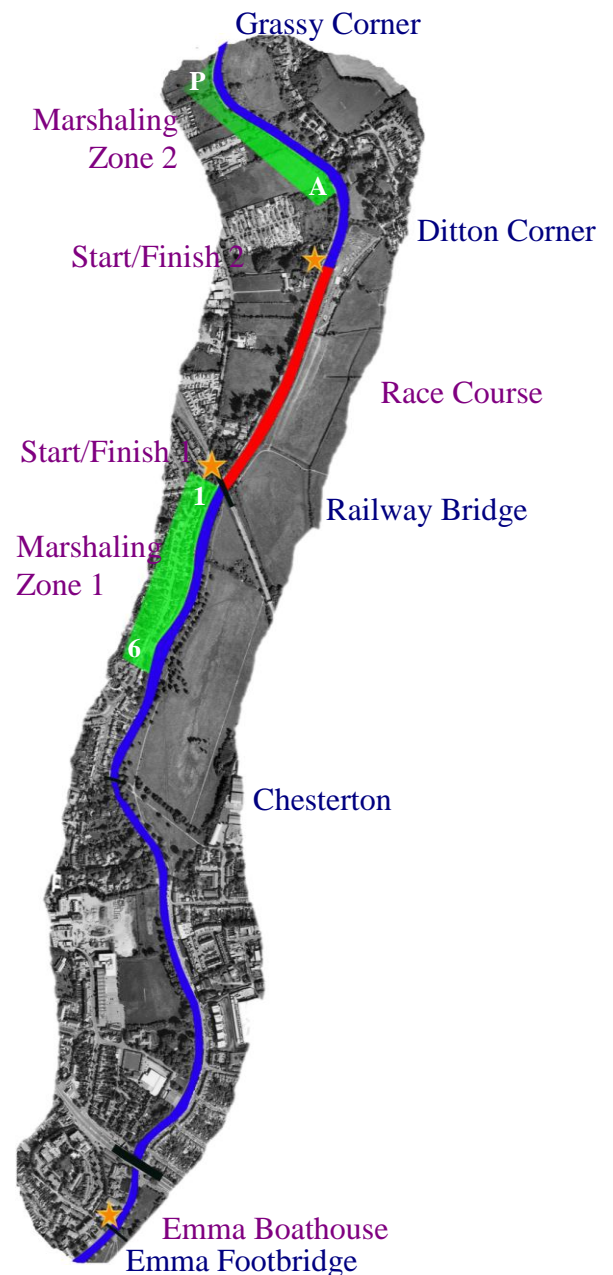 Grassy Corner
P
Marshaling
Zone 2
A
Ditton Corner
Start/Finish 2
Race Course
Start/Finish 1
1
Railway Bridge
Marshaling
Zone 1
6
Chesterton
Emma Boathouse
Emma Footbridge